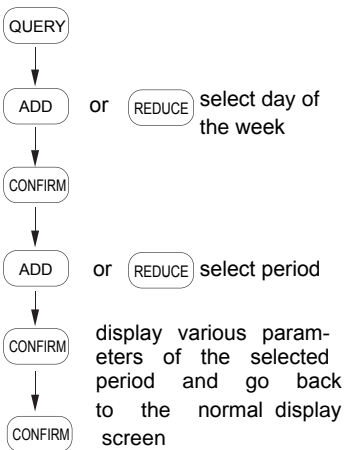 QUERY
ADD or REDUCE select day of
the week
CONFIRM
ADD or REDUCE select period
CONFIRM display various param-
eters of the selected
period and go back
to the normal display
CONFIRM screen